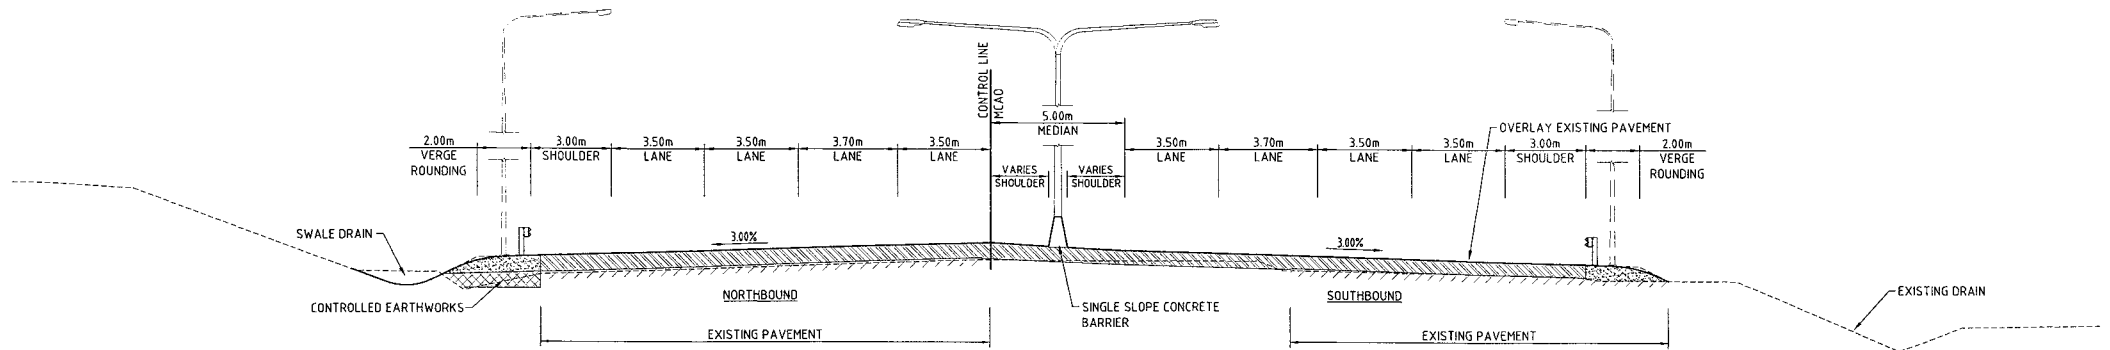 CONTROL LINE
MCAO
5.00m
MEDIAN
OVERLAY EXISTING PAVEMENT
2.00m
VERGE
ROUNDING
3.00m
SHOULDER
3.50m
LANE
3.50m
LANE
3.70m
LANE
3.50m
LANE
VARIES
SHOULDER
VARIES
SHOULDER
3.50m
LANE
3.70m
LANE
3.50m
LANE
3.50m
LANE
3.00m
SHOULDER
2.00m
VERGE
ROUNDING
SWALE DRAIN
3.00%
3.00%
CONTROLLED EARTHWORKS
NORTHBOUND
SINGLE SLOPE CONCRETE
BARRIER
SOUTHBOUND
EXISTING DRAIN
EXISTING PAVEMENT
EXISTING PAVEMENT